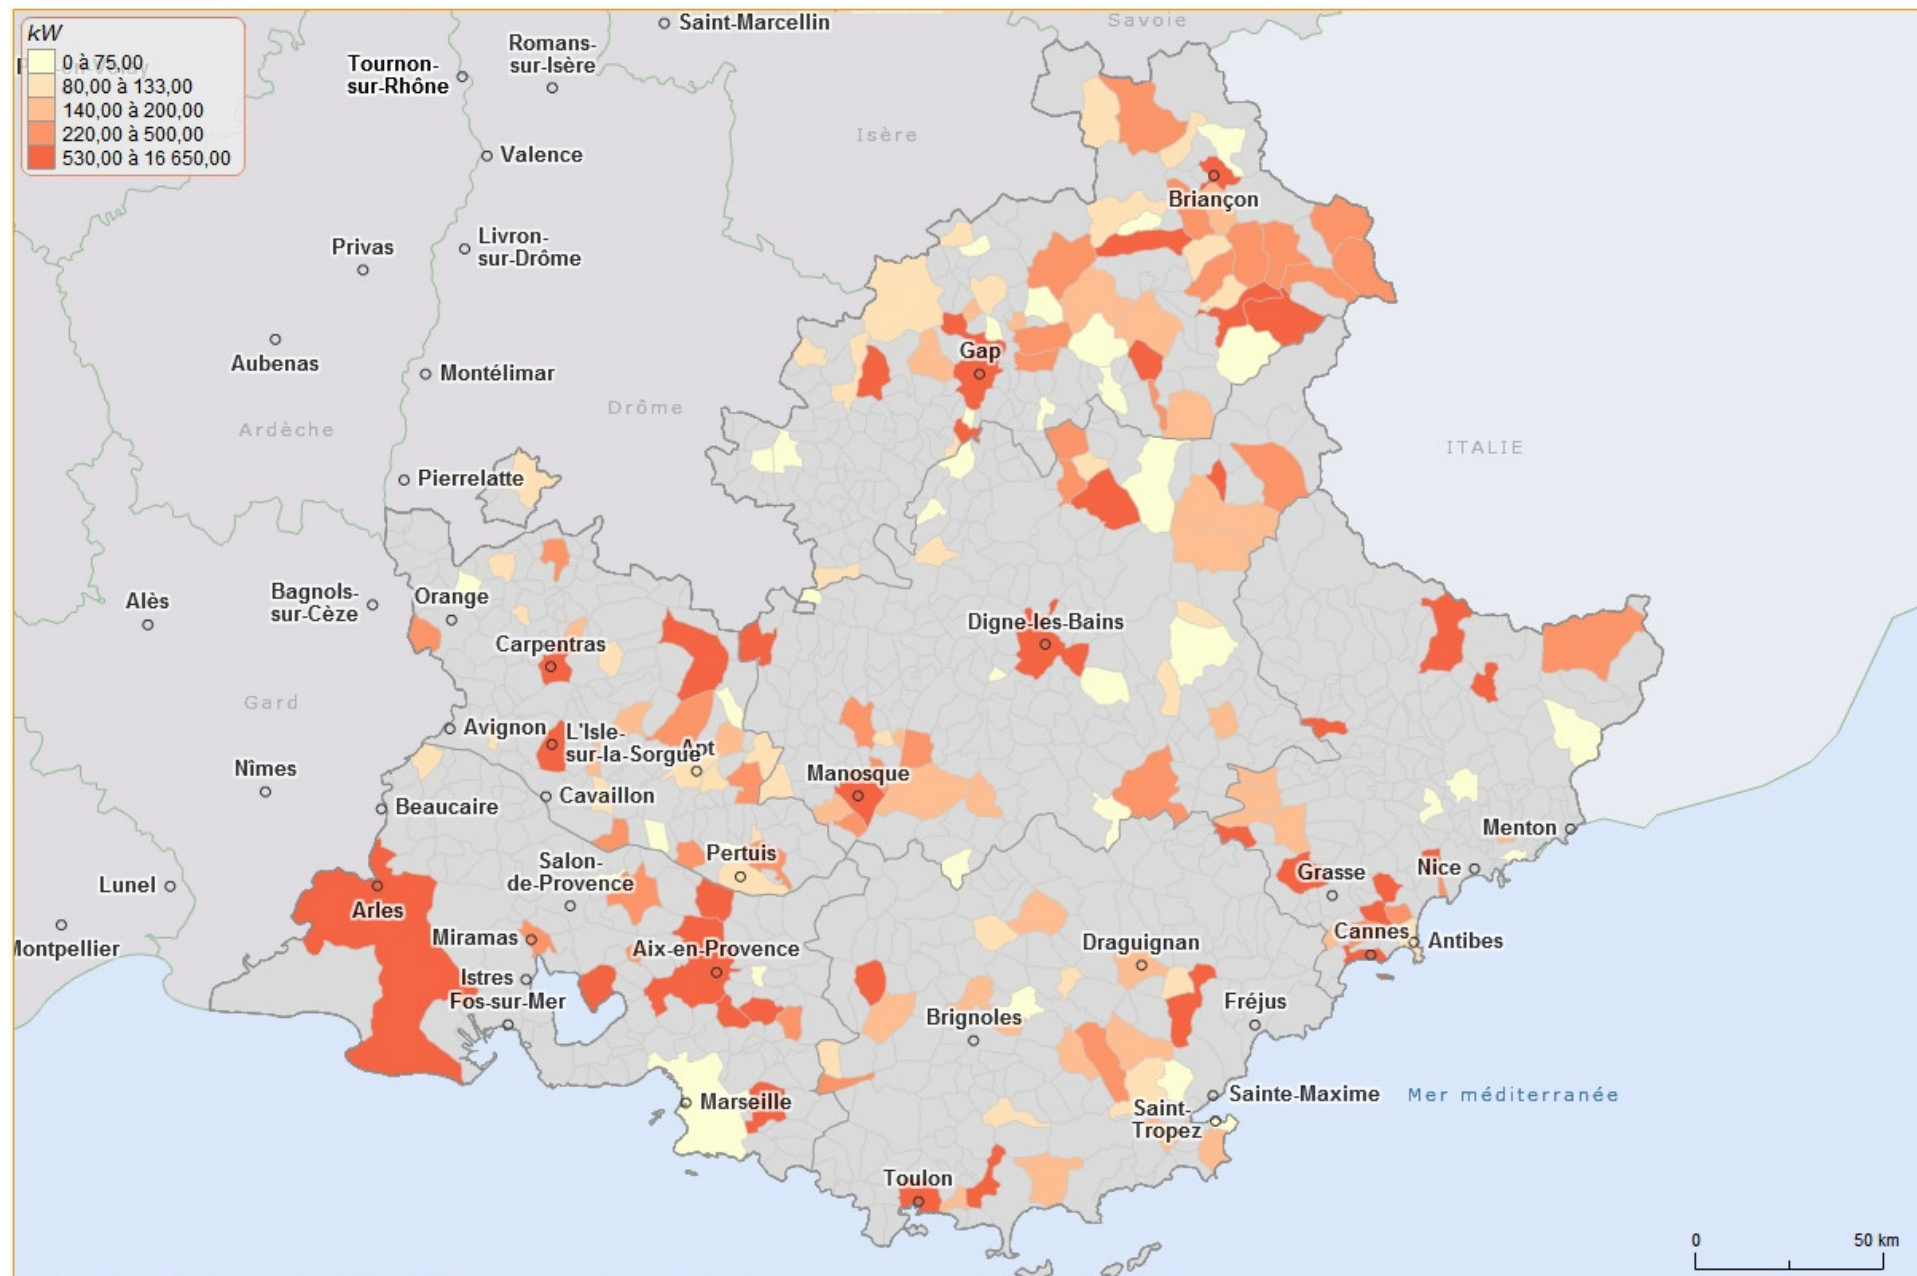 kW
0 à 75,00
80,00 à 133,00
140,00 à 200,00
220,00 à 500,00
530,00 à 16 650,00
Saint-Marcellin
Savoie
Romans-
sur-Isère
Tournon-
sur-Rhône
Isère
Valence
Briançon
Livron-
sur-Drôme
Privas
Aubenas
Gap
Montélimar
Drôme
Ardèche
ITALIE
Pierrelatte
Alès
Bagnols-
sur-Cèze
Orange
Digne-les-Bains
Carpentras
Gard
Avignon
L'Isle-
sur-la-Sorgue
Apt
Nîmes
Manosque
Cavaillon
Beaucaire
Menton
Pertuis
Salon-
de-Provence
Nice
Grasse
Lunel
Arles
Miramas
Aix-en-Provence
Draguignan
Cannes
Antibes
Montpellier
Istres
Fos-sur-Mer
Fréjus
Brignoles
Marseille
Sainte-Maxime
Mer méditerranée
Saint-
Tropez
Toulon
0
50 km